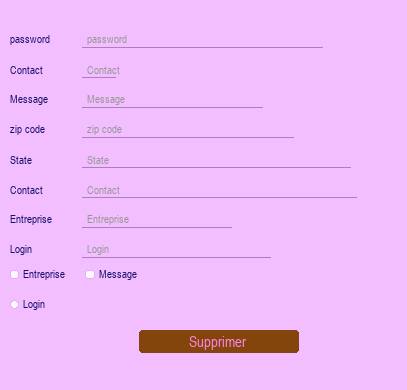 password password
Contact Contact
Message Message
zip code zip code
State State
Contact Contact
Entreprise Entreprise
Login Login
Entreprise Message
Login
Supprimer